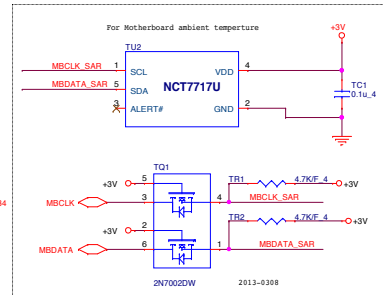 For Motherboard ambient temperture
+3V
TU2
MBCLK_SAR 1 SCL VDD 4
NCT7717U
MBDATA_SAR 5 SDA
TC1
0.1u_4
3 ALERT# GND 2
TQ1
+3V 5 TR1 4.7K/F_4 +3V
MBCLK 3 4 MBCLK_SAR
+3V 2 TR2 4.7K/F_4 +3V
MBDATA 6 1 MBDATA_SAR
2N7002DW 2013-0308